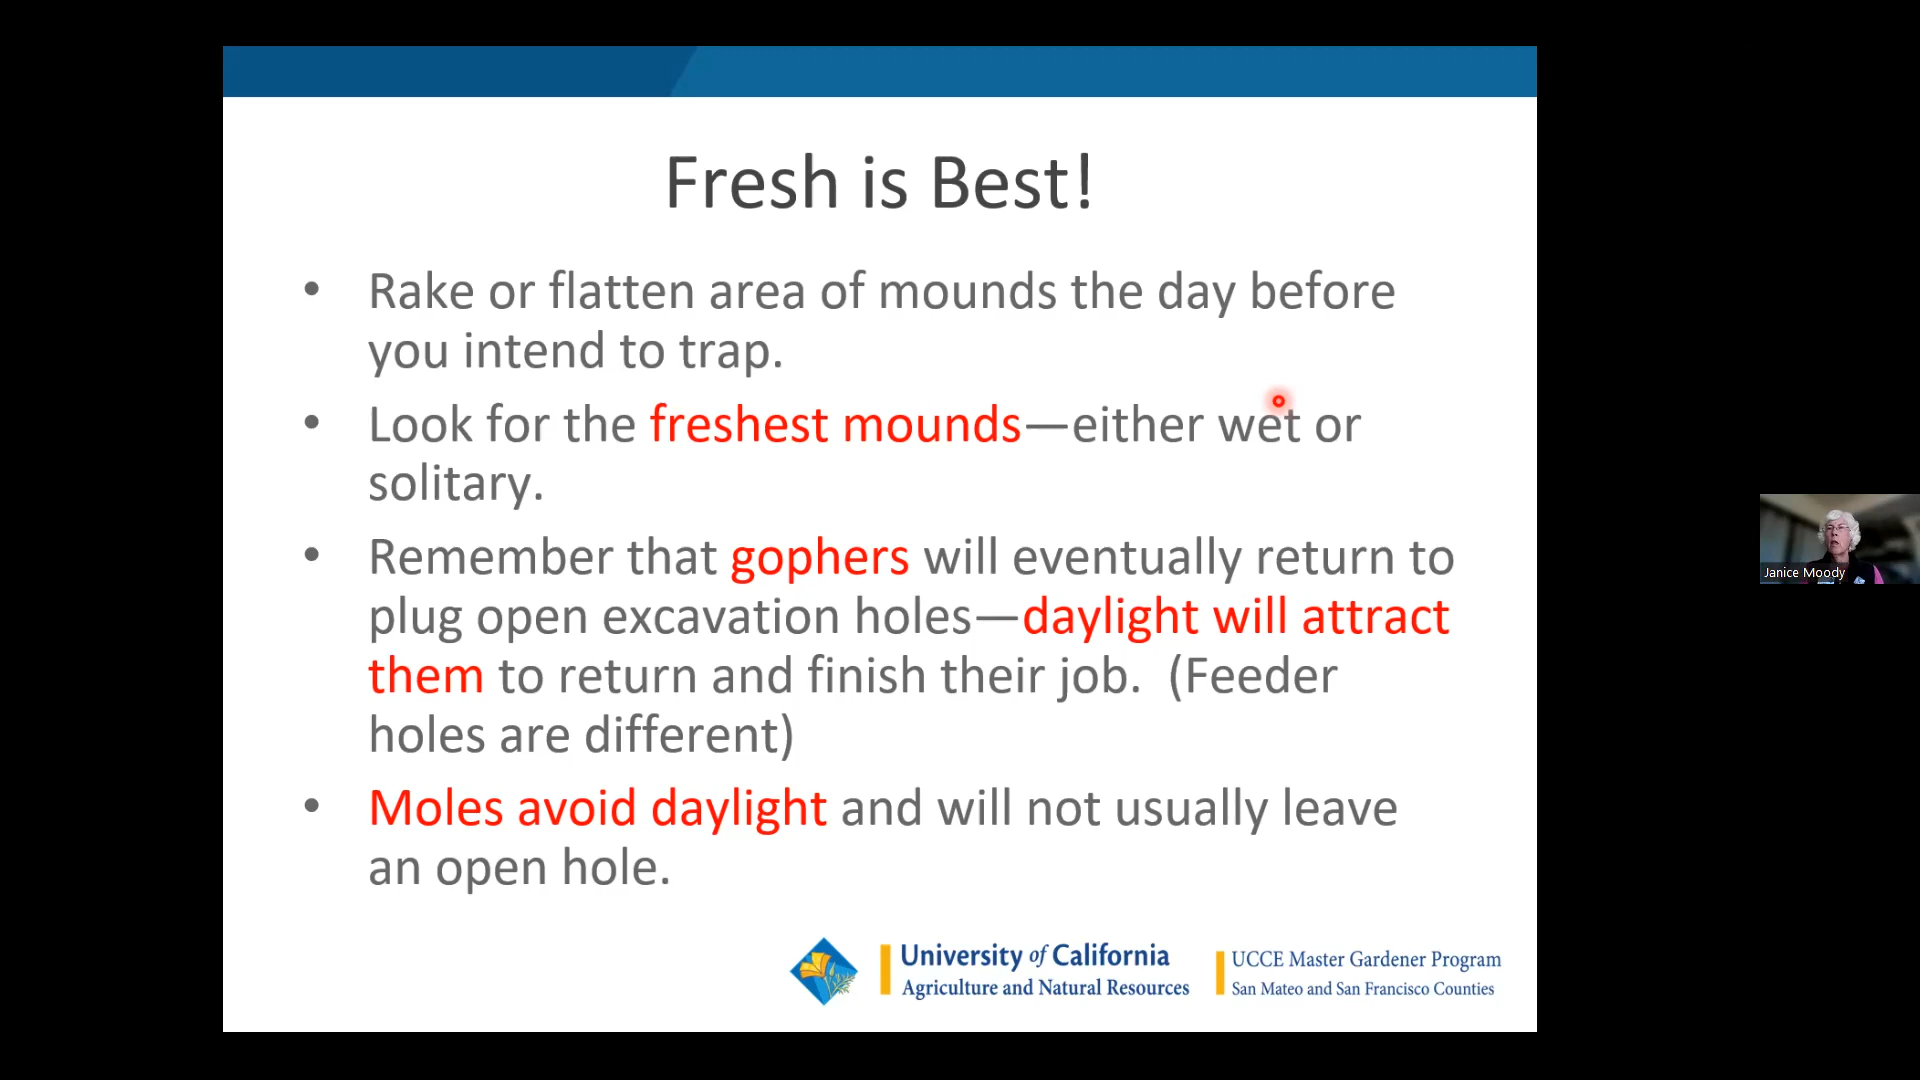 Fresh is Best!
• Rake or flatten area of mounds the day before
you intend to trap.
• Look for the freshest mounds—either wet or
solitary.
• Remember that gophers will eventually return to
plug open excavation holes—daylight will attract
them to return and finish their job.  (Feeder
holes are different)
• Moles avoid daylight and will not usually leave
an open hole.
University of California
Agriculture and Natural Resources
UCCE Master Gardener Program
San Mateo and San Francisco Counties
Janice Moody